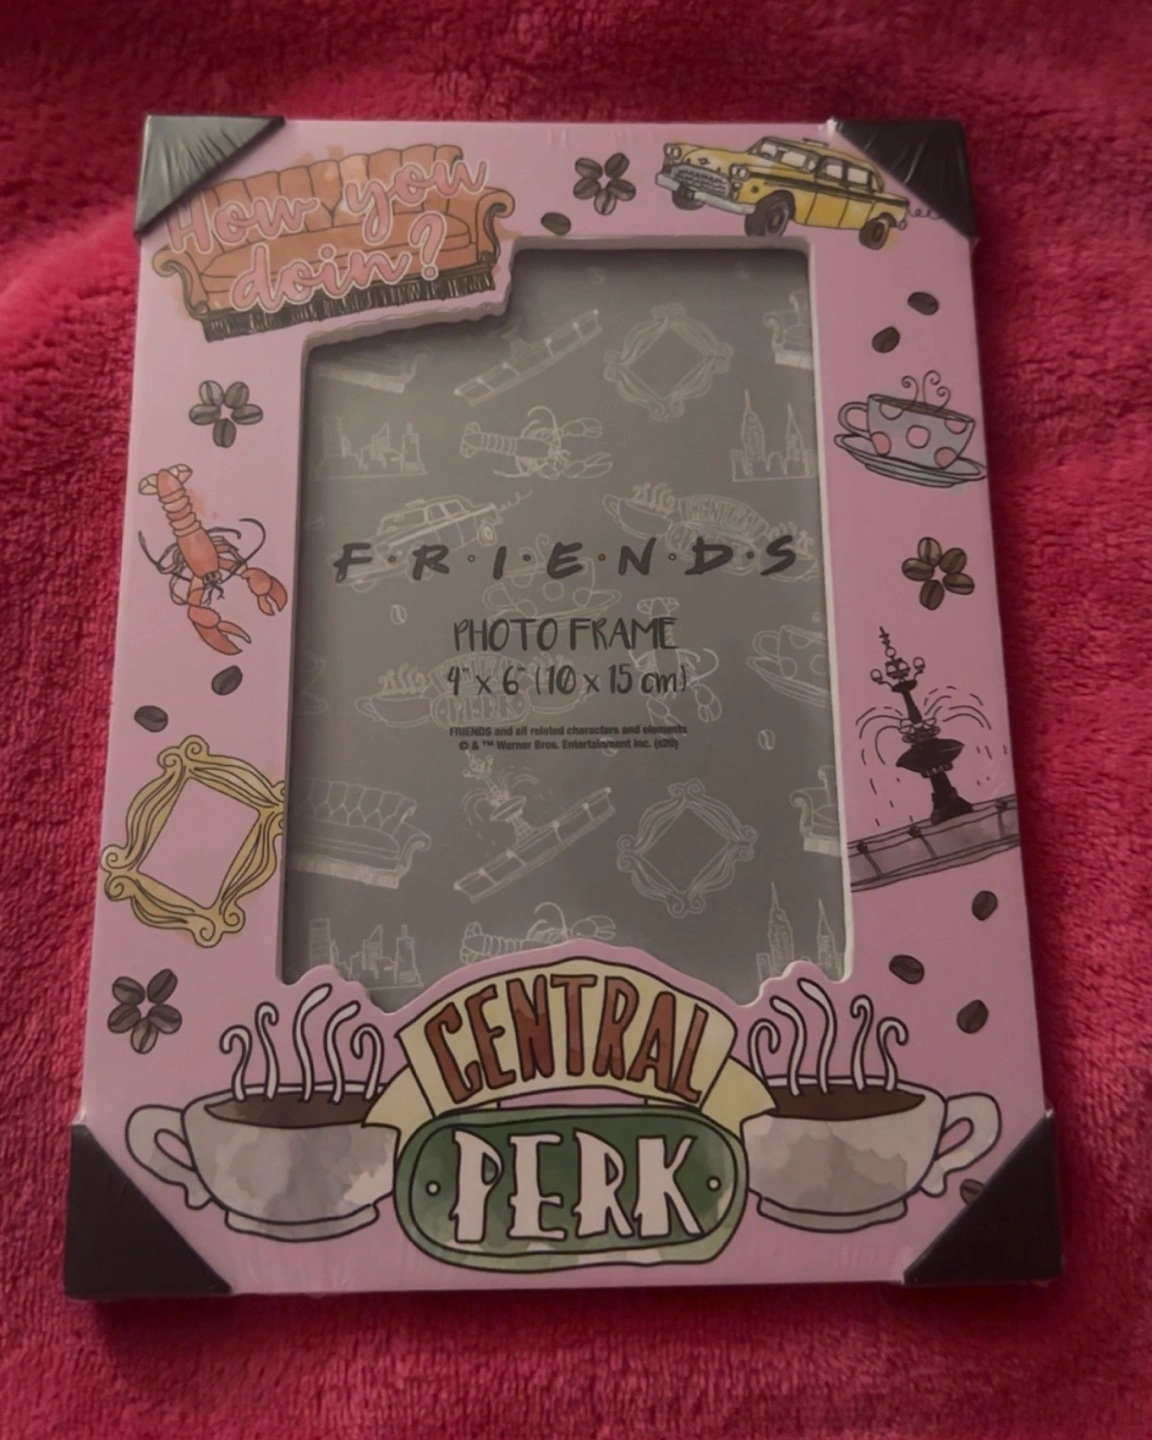 How you
doin?
F·R·I·E·N·D·S
PHOTO FRAME
4" x 6" (10 x 15 cm)
FRIENDS and all related characters and elements
© & ™ Warner Bros. Entertainment Inc. (s20)
CENTRAL
PERK